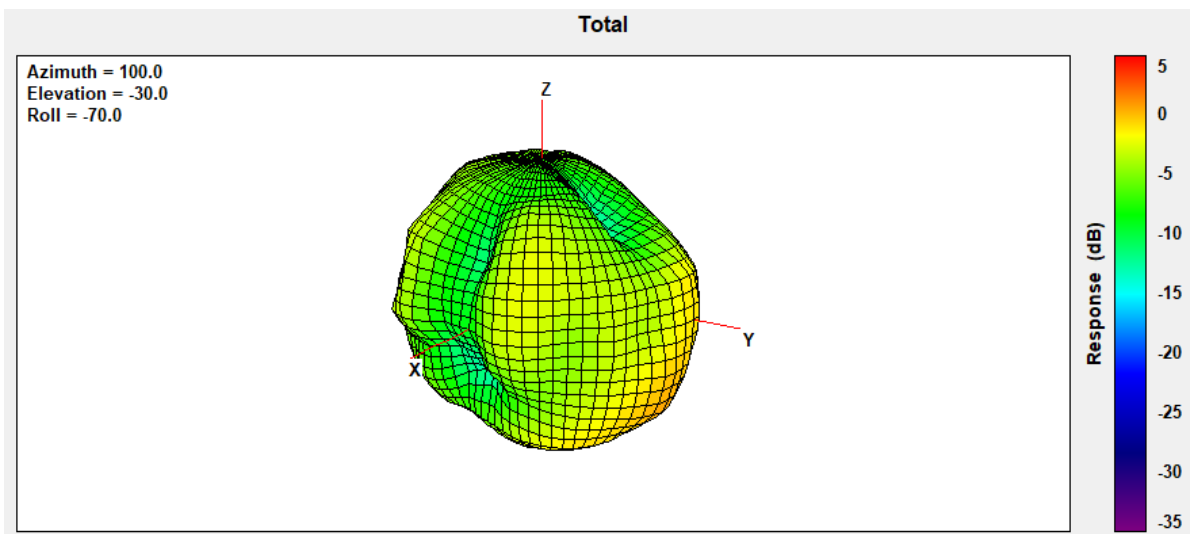 Total
Azimuth = 100.0
Elevation = -30.0
Roll = -70.0
Z
X
Y
5
0
-5
-10
-15
-20
-25
-30
-35
Response (dB)